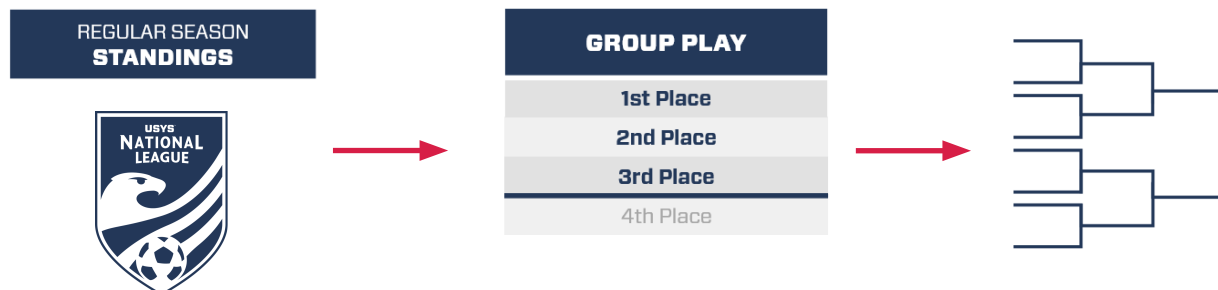 REGULAR SEASON
STANDINGS
USYS
NATIONAL
LEAGUE
GROUP PLAY
1st Place
2nd Place
3rd Place
4th Place